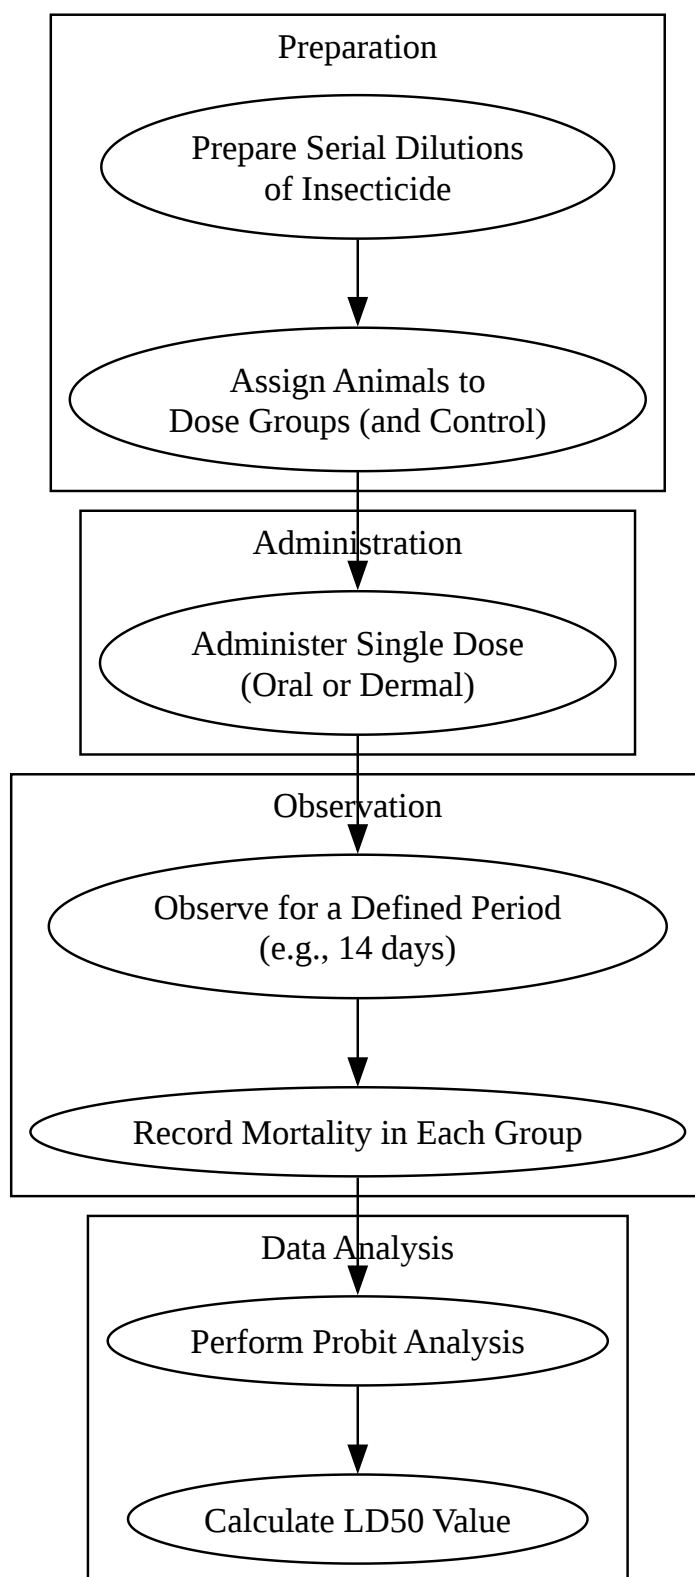 Preparation
Prepare Serial Dilutions
of Insecticide
Assign Animals to
Dose Groups (and Control)
Administration
Administer Single Dose
(Oral or Dermal)
Observation
Observe for a Defined Period
(e.g., 14 days)
Record Mortality in Each Group
Data Analysis
Perform Probit Analysis
Calculate LD50 Value